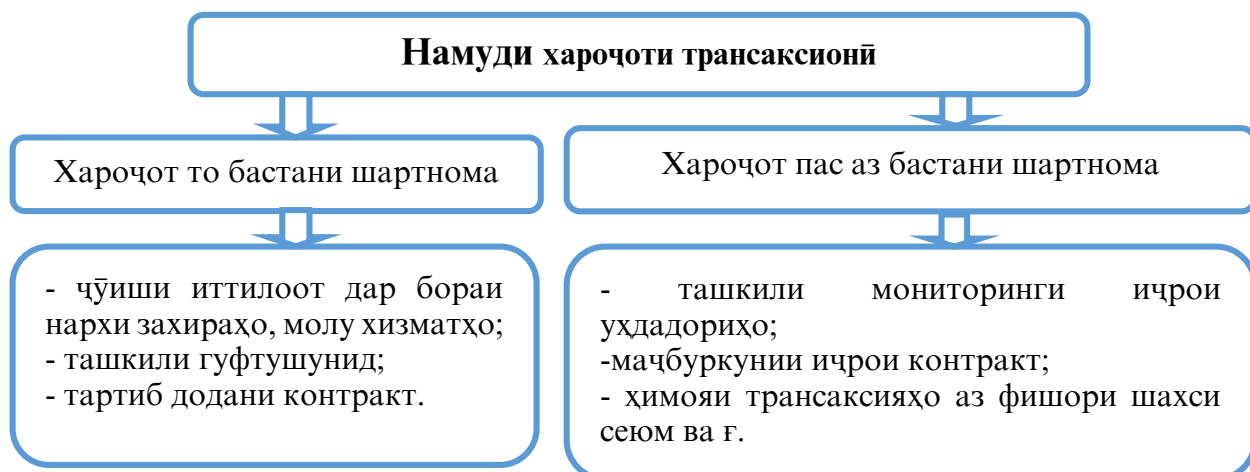 Намуди хароҷоти трансаксионӣ
Хароҷот то бастани шартнома
Хароҷот пас аз бастани шартнома
- ҷӯиши иттилоот дар бораи
нархи захираҳо, молу хизматҳо;
- ташкили гуфтушунид;
- тартиб додани контракт.
- ташкили мониторинги иҷрои
уҳдадориҳо;
-маҷбуркунии иҷрои контракт;
- ҳимояи трансаксияҳо аз фишори шахси
сеюм ва ғ.